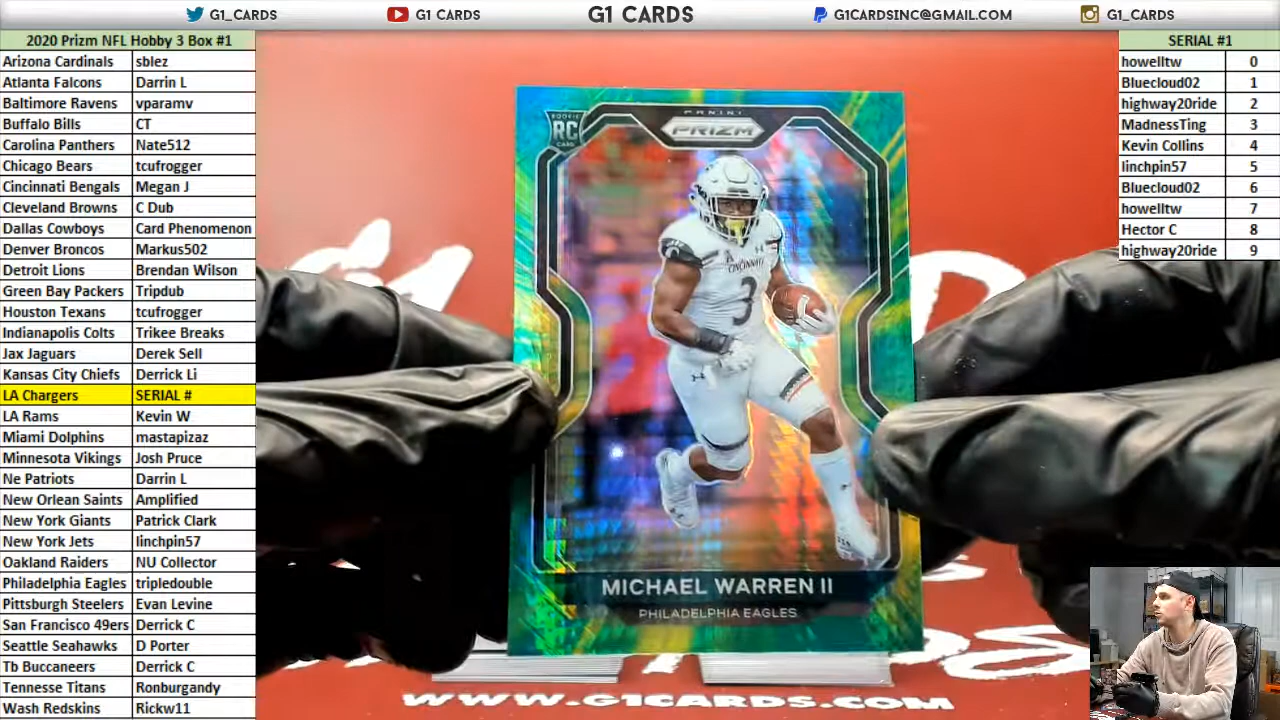 G1_CARDS
G1 CARDS
G1 CARDS
G1CARDSINC@GMAIL.COM
G1_CARDS
2020 Prizm NFL Hobby 3 Box #1
Arizona Cardinals sblez
Atlanta Falcons Darrin L
Baltimore Ravens vparamv
Buffalo Bills CT
Carolina Panthers Nate512
Chicago Bears tcufrogger
Cincinnati Bengals Megan J
Cleveland Browns C Dub
Dallas Cowboys Card Phenomenon
Denver Broncos Markus502
Detroit Lions Brendan Wilson
Green Bay Packers Tripdub
Houston Texans tcufrogger
Indianapolis Colts Trikee Breaks
Jax Jaguars Derek Sell
Kansas City Chiefs Derrick Li
LA Chargers SERIAL #
LA Rams Kevin W
Miami Dolphins mastapizaz
Minnesota Vikings Josh Pruce
Ne Patriots Darrin L
New Orlean Saints Amplified
New York Giants Patrick Clark
New York Jets linchpin57
Oakland Raiders NU Collector
Philadelphia Eagles tripledouble
Pittsburgh Steelers Evan Levine
San Francisco 49ers Derrick C
Seattle Seahawks D Porter
Tb Buccaneers Derrick C
Tennesse Titans Ronburgandy
Wash Redskins Rickw11
SERIAL #1
howelltw 0
Bluecloud02 1
highway20ride 2
MadnessTing 3
Kevin Collins 4
linchpin57 5
Bluecloud02 6
howelltw 7
Hector C 8
highway20ride 9
ROOKIE
RC
CARD
PANINI
PRIZM
CINCINNATI
3
MICHAEL WARREN II
PHILADELPHIA EAGLES
WWW.G1CARDS.COM